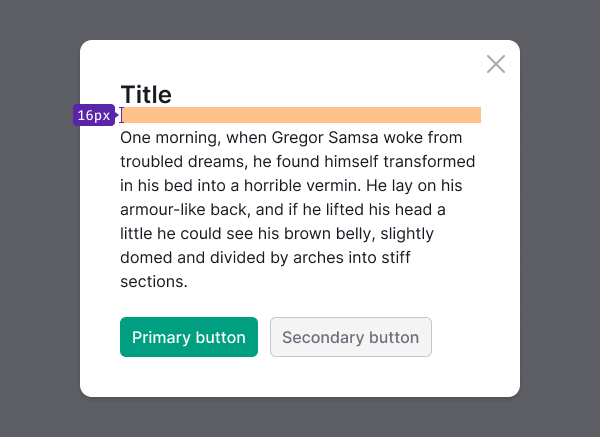 Title
16px
One morning, when Gregor Samsa woke from
troubled dreams, he found himself transformed
in his bed into a horrible vermin. He lay on his
armour-like back, and if he lifted his head a
little he could see his brown belly, slightly
domed and divided by arches into stiff
sections.
Primary button
Secondary button